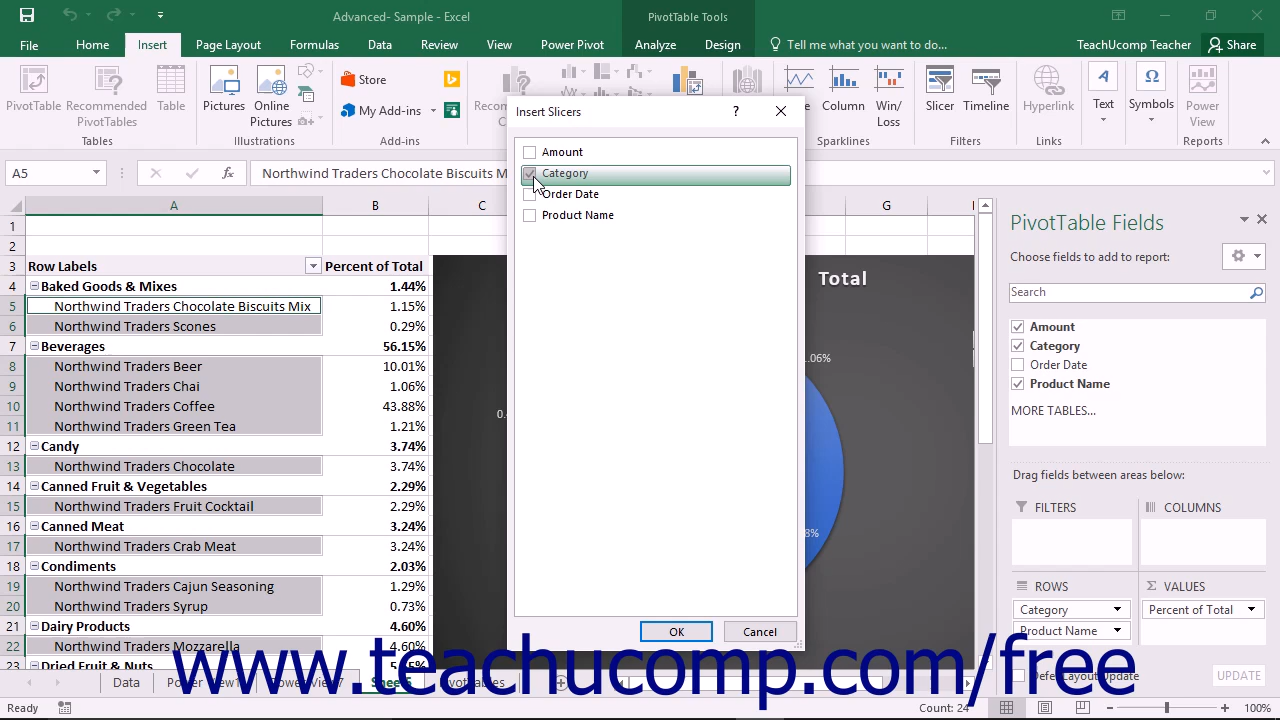 Advanced- Sample - Excel
PivotTable Tools
File Home Insert Page Layout Formulas Data Review View Power Pivot Analyze Design Tell me what you want to do... TeachUcomp Teacher Share
PivotTable
Recommended PivotTables
Table
Tables
Pictures
Online Pictures
Illustrations
Store
My Add-ins
Add-ins
Column
Win/Loss
Sparklines
Slicer
Timeline
Filters
Hyperlink
Links
Text
Symbols
Power View
Reports
A5
fx
Northwind Traders Chocolate Biscuits M
Insert Slicers
?
Amount
Category
Order Date
Product Name
OK
Cancel
A B C G
1
2
3 Row Labels Percent of Total
4 Baked Goods & Mixes 1.44%
5 Northwind Traders Chocolate Biscuits Mix 1.15%
6 Northwind Traders Scones 0.29%
7 Beverages 56.15%
8 Northwind Traders Beer 10.01%
9 Northwind Traders Chai 1.06%
10 Northwind Traders Coffee 43.88%
11 Northwind Traders Green Tea 1.21%
12 Candy 3.74%
13 Northwind Traders Chocolate 3.74%
14 Canned Fruit & Vegetables 2.29%
15 Northwind Traders Fruit Cocktail 2.29%
16 Canned Meat 3.24%
17 Northwind Traders Crab Meat 3.24%
18 Condiments 2.03%
19 Northwind Traders Cajun Seasoning 1.29%
20 Northwind Traders Syrup 0.73%
21 Dairy Products 4.60%
22 Northwind Traders Mozzarella 4.60%
23 Dried Fruit & Nuts
Total
PivotTable Fields
Choose fields to add to report:
Search
Amount
Category
Order Date
Product Name
MORE TABLES...
Drag fields between areas below:
FILTERS
COLUMNS
ROWS
VALUES
Category
Product Name
Percent of Total
Defer Layout Update
UPDATE
Data
www.teachucomp.com/free
Ready
Count: 24
100%